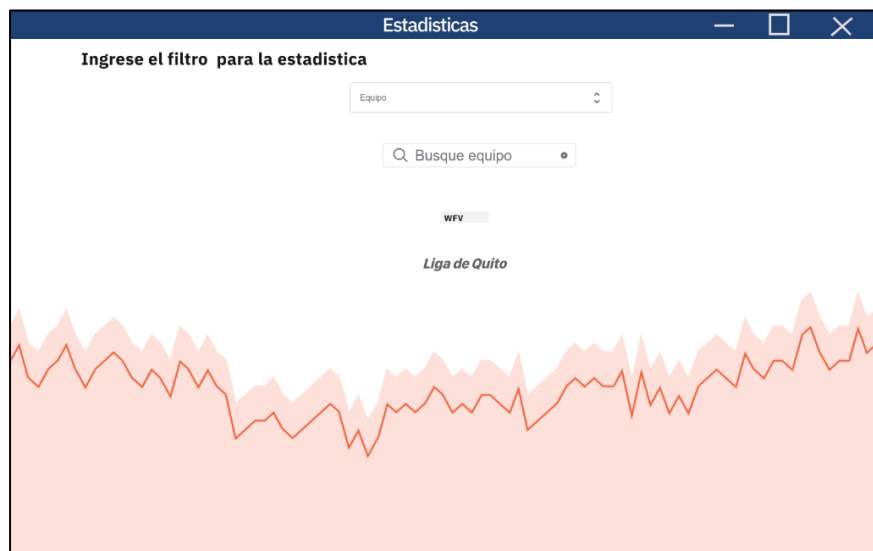 Estadisticas
Ingrese el filtro para la estadistica
Equipo
Busque equipo
WFV
Liga de Quito